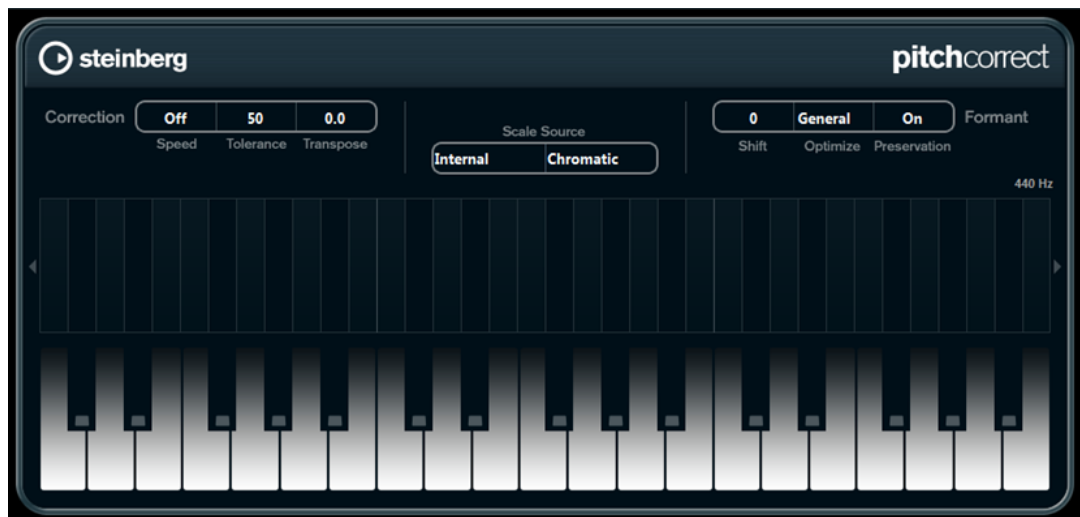 steinberg
pitchcorrect
Correction Off 50 0.0
Speed Tolerance Transpose
Scale Source
Internal Chromatic
0 General On Formant
Shift Optimize Preservation
440 Hz